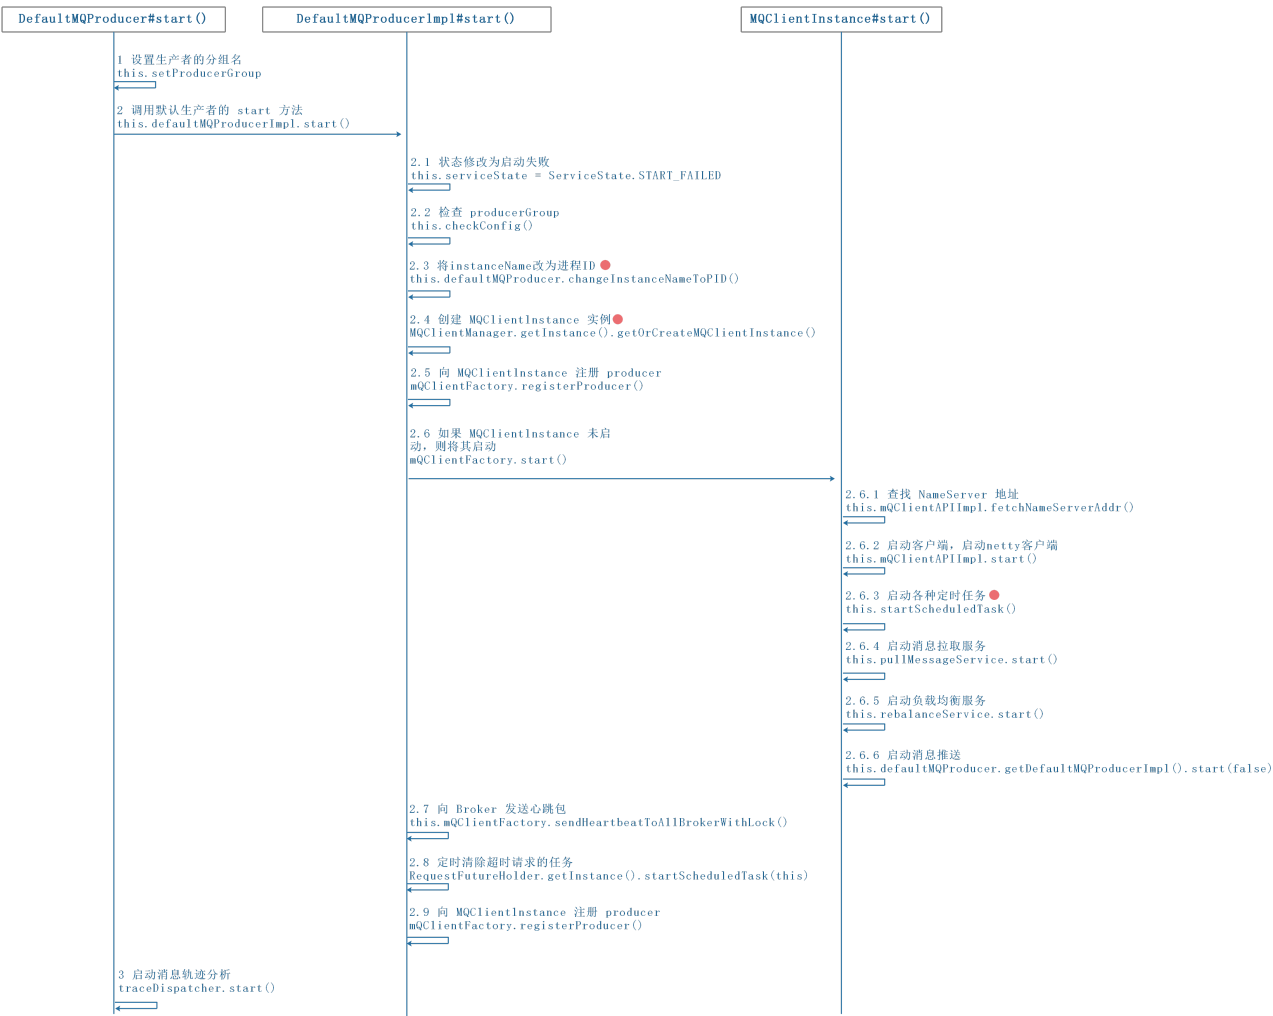 DefaultMQProducer#start()
DefaultMQProducerImpl#start()
MQClientInstance#start()
1 设置生产者的分组名
this.setProducerGroup
2 调用默认生产者的 start 方法
this.defaultMQProducerImpl.start()
2.1 状态修改为启动失败
this.serviceState = ServiceState.START_FAILED
2.2 检查 producerGroup
this.checkConfig()
2.3 将instanceName改为进程ID
this.defaultMQProducer.changeInstanceNameToPID()
2.4 创建 MQClientInstance 实例
MQClientManager.getInstance().getOrCreateMQClientInstance()
2.5 向 MQClientInstance 注册 producer
mQClientFactory.registerProducer()
2.6 如果 MQClientInstance 未启
动，则将其启动
mQClientFactory.start()
2.6.1 查找 NameServer 地址
this.mQClientAPIImpl.fetchNameServerAddr()
2.6.2 启动客户端，启动netty客户端
this.mQClientAPIImpl.start()
2.6.3 启动各种定时任务
this.startScheduledTask()
2.6.4 启动消息拉取服务
this.pullMessageService.start()
2.6.5 启动负载均衡服务
this.rebalanceService.start()
2.6.6 启动消息推送
this.defaultMQProducer.getDefaultMQProducerImpl().start(false)
2.7 向 Broker 发送心跳包
this.mQClientFactory.sendHeartbeatToAllBrokerWithLock()
2.8 定时清除超时请求的任务
RequestFutureHolder.getInstance().startScheduledTask(this)
2.9 向 MQClientInstance 注册 producer
mQClientFactory.registerProducer()
3 启动消息轨迹分析
traceDispatcher.start()